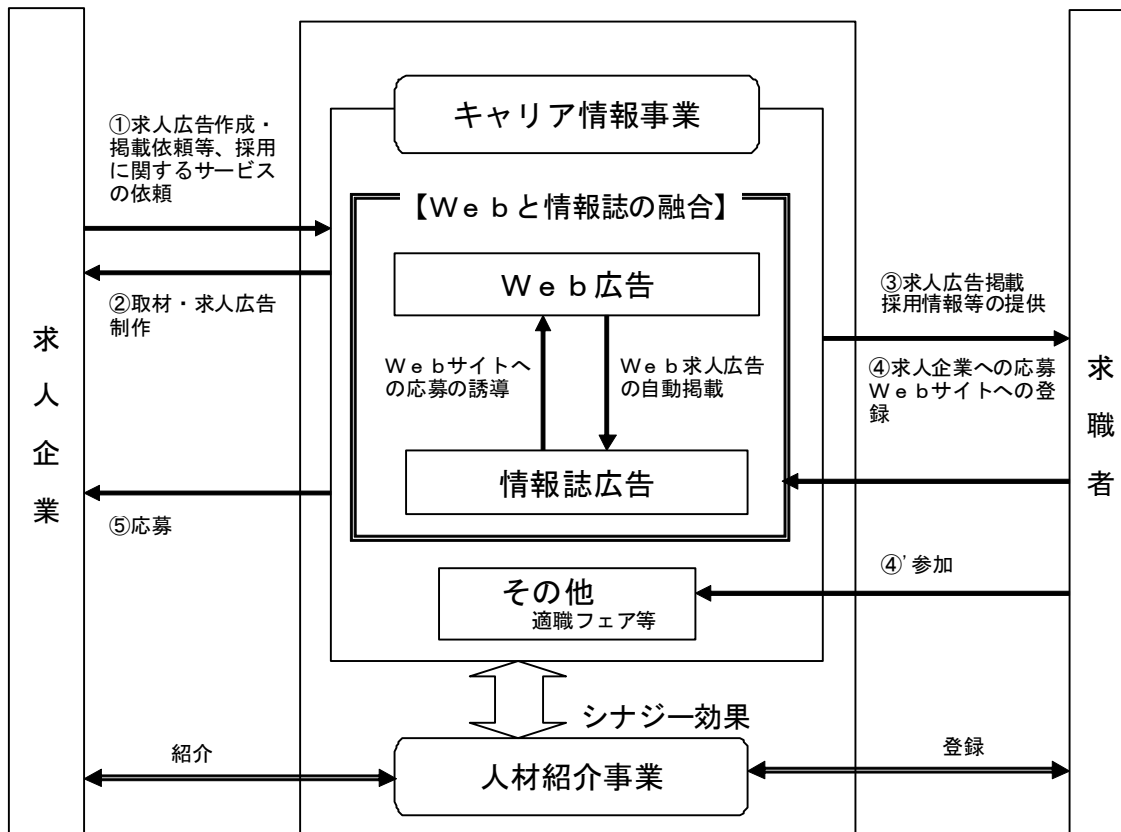 キャリア情報事業
①求人広告作成・
掲載依頼等、採用
に関するサービス
の依頼
【Ｗｅｂと情報誌の融合】
Ｗｅｂ広告
②取材・求人広告
制作
③求人広告掲載
採用情報等の提供
Ｗｅｂサイトへ
の応募の誘導
Ｗｅｂ求人広告
の自動掲載
④求人企業への応募
Ｗｅｂサイトへの登
録
求人企業
求職者
情報誌広告
⑤応募
④'参加
その他
適職フェア等
シナジー効果
紹介
登録
人材紹介事業